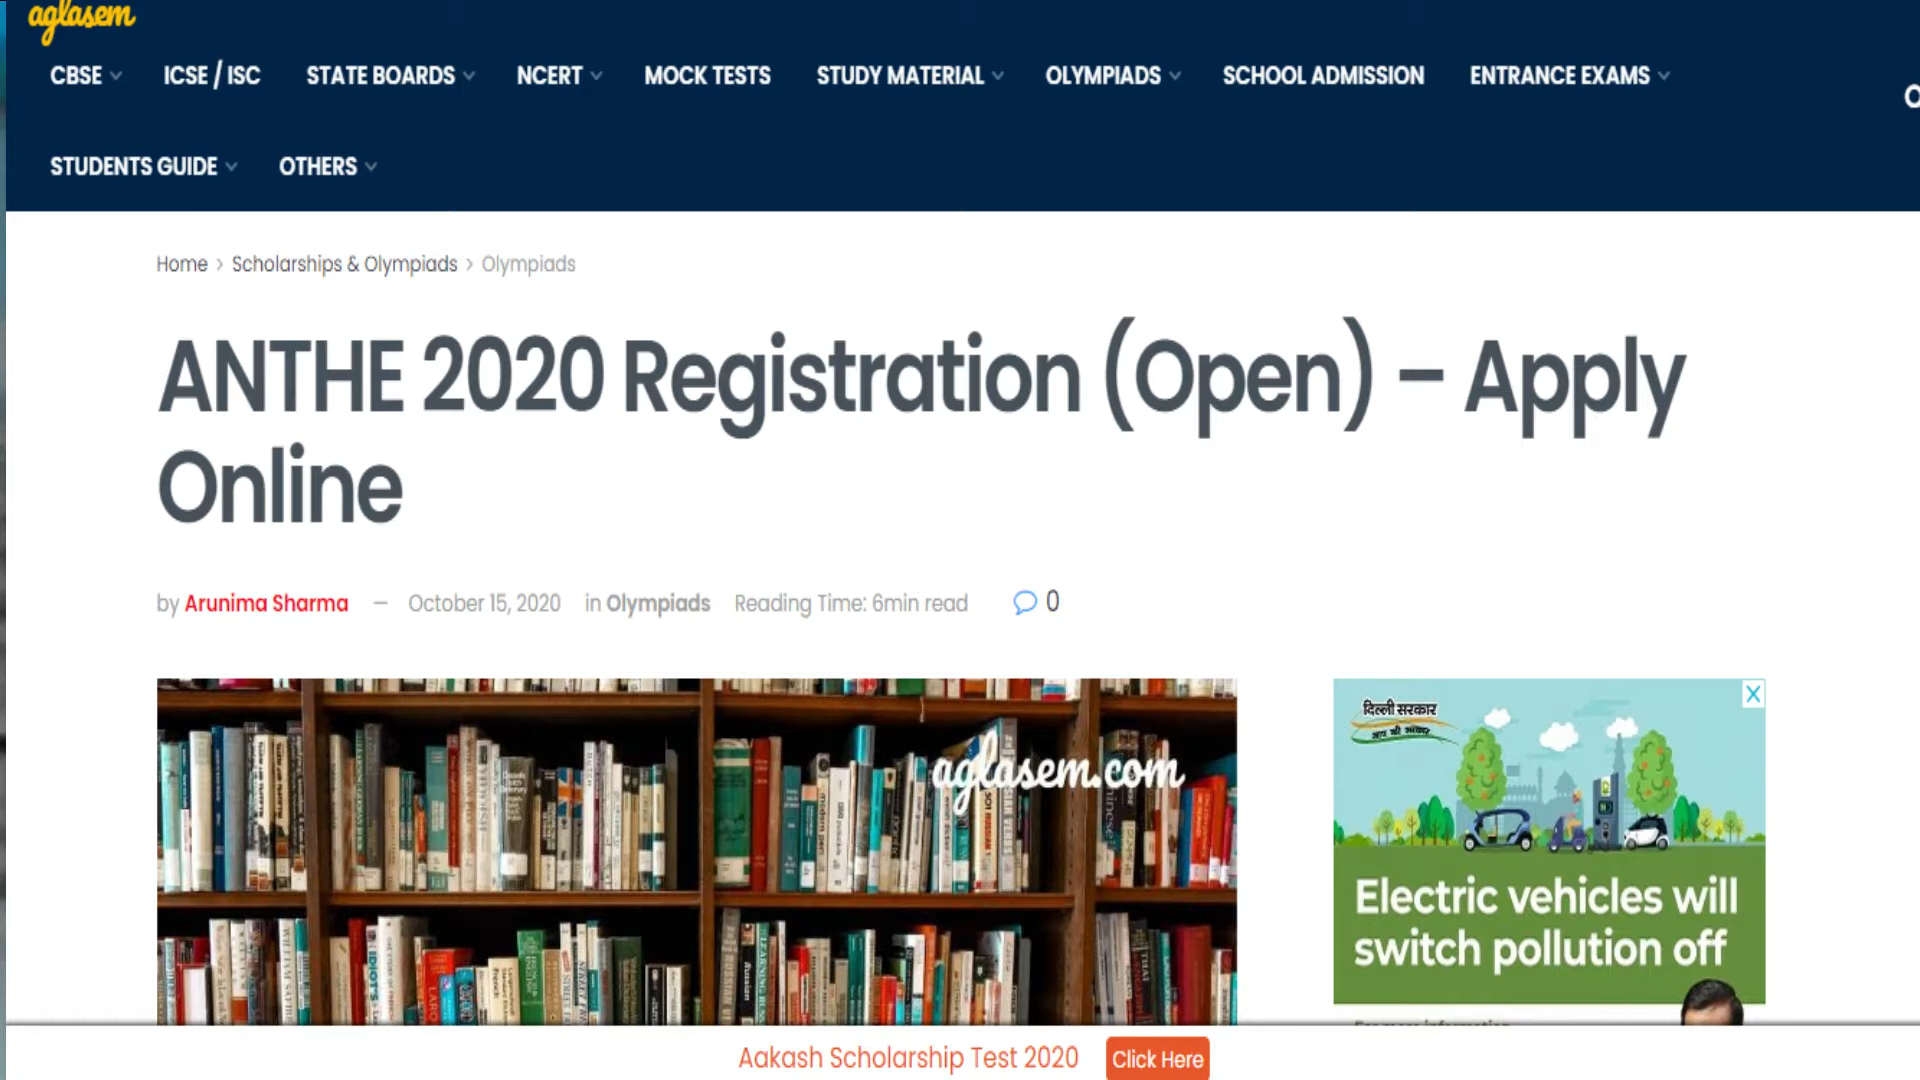 aglasem
CBSE ICSE / ISC STATE BOARDS NCERT MOCK TESTS STUDY MATERIAL OLYMPIADS SCHOOL ADMISSION ENTRANCE EXAMS
STUDENTS GUIDE OTHERS
Home > Scholarships & Olympiads > Olympiads
ANTHE 2020 Registration (Open) – Apply
Online
by Arunima Sharma — October 15, 2020 in Olympiads Reading Time: 6min read 0
aglasem.com
दिल्ली सरकार
आप की सरकार
Electric vehicles will
switch pollution off
Aakash Scholarship Test 2020 Click Here